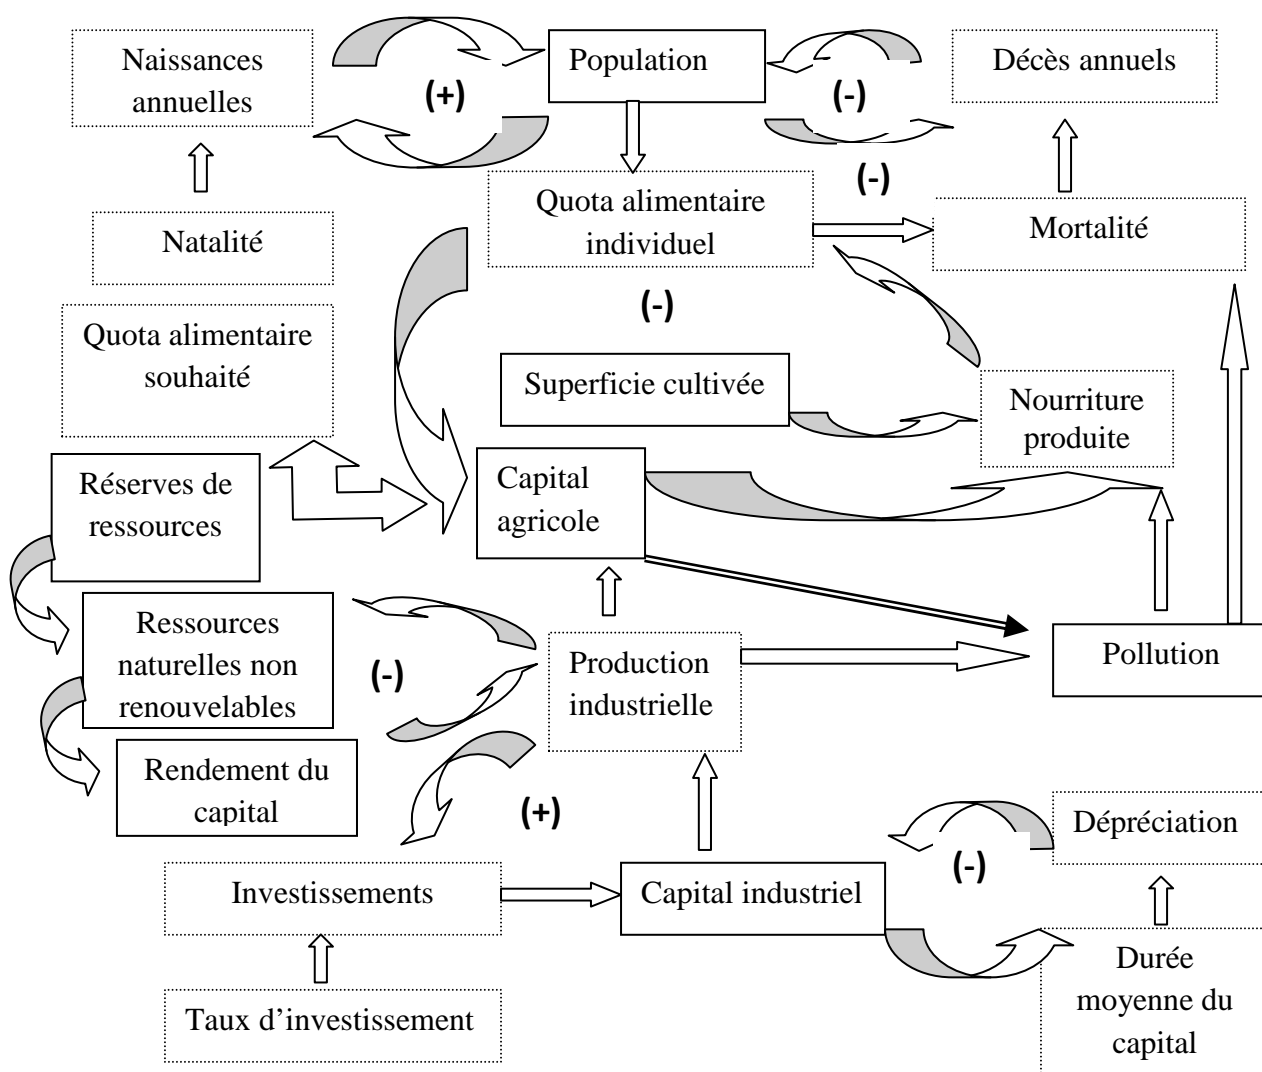 Naissances
annuelles
(+)
Population
(-)
Décès annuels
(-)
Natalité
Quota alimentaire
individuel
Mortalité
Quota alimentaire
souhaité
(-)
Superficie cultivée
Nourriture
produite
Réserves de
ressources
Capital
agricole
Ressources
naturelles non
renouvelables
(-)
Production
industrielle
Pollution
Rendement du
capital
(+)
Dépréciation
(-)
Investissements
Capital industriel
Durée
moyenne du
capital
Taux d’investissement